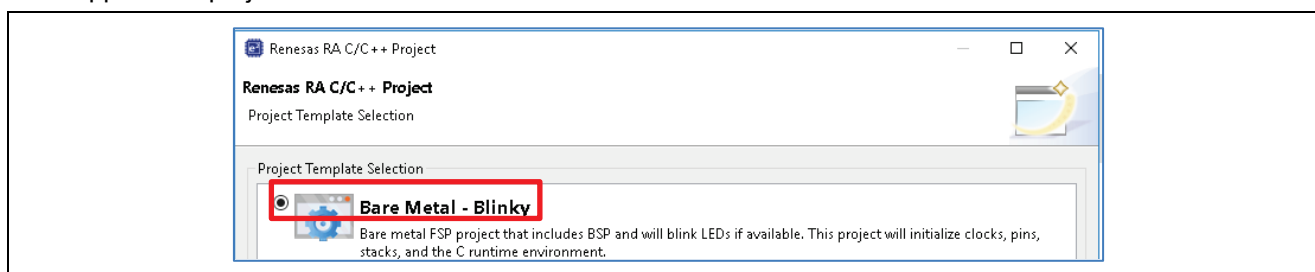 Renesas RA C/C++ Project
Renesas RA C/C++ Project
Project Template Selection
Project Template Selection
Bare Metal - Blinky
Bare metal FSP project that includes BSP and will blink LEDs if available. This project will initialize clocks, pins,
stacks, and the C runtime environment.